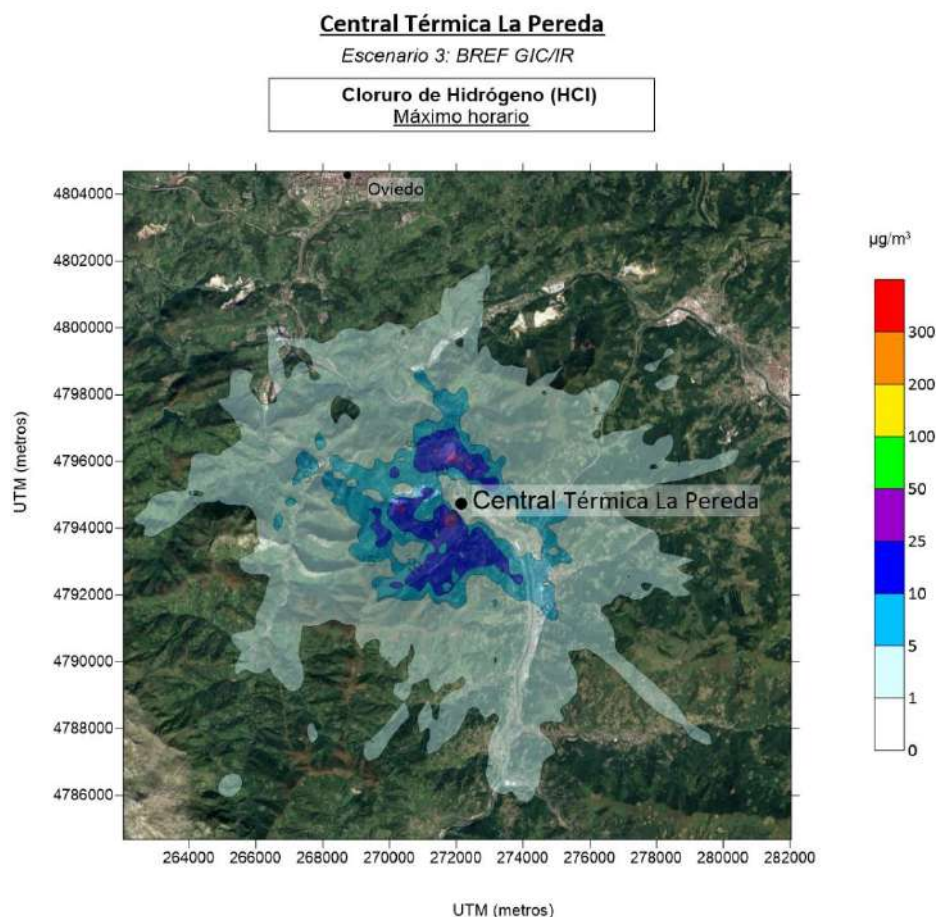 Central Térmica La Pereda
Escenario 3: BREF GIC/IR
Cloruro de Hidrógeno (HCl)
Máximo horario
4804000
4802000
4800000
4798000
4796000
4794000
4792000
4790000
4788000
4786000
UTM (metros)
Oviedo
Central Térmica La Pereda
264000 266000 268000 270000 272000 274000 276000 278000 280000 282000
UTM (metros)
µg/m³
300
200
100
50
25
10
5
1
0